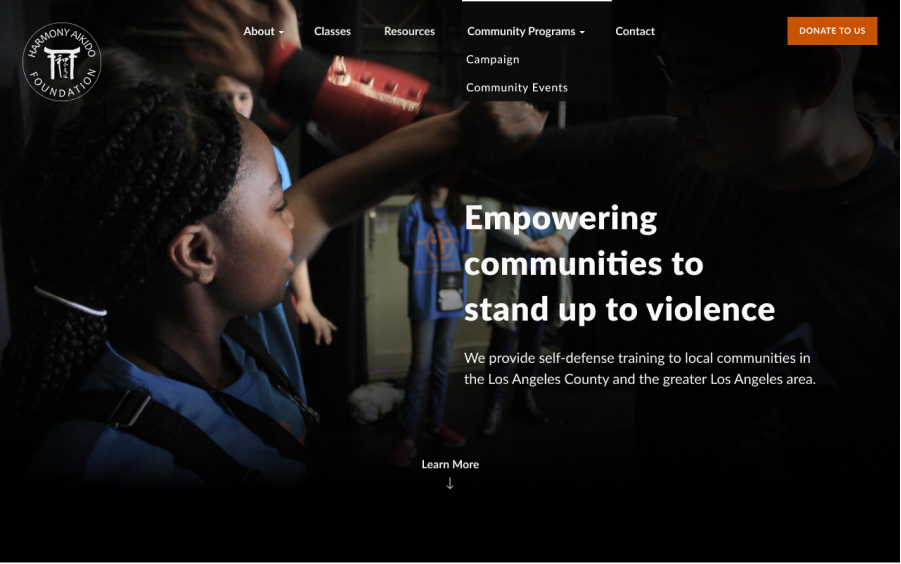 HARMONY AIKIDO
FOUNDATION
About
Classes
Resources
Community Programs
Contact
DONATE TO US
Campaign
Community Events
Empowering
communities to
stand up to violence
We provide self-defense training to local communities in
the Los Angeles County and the greater Los Angeles area.
Learn More
↓